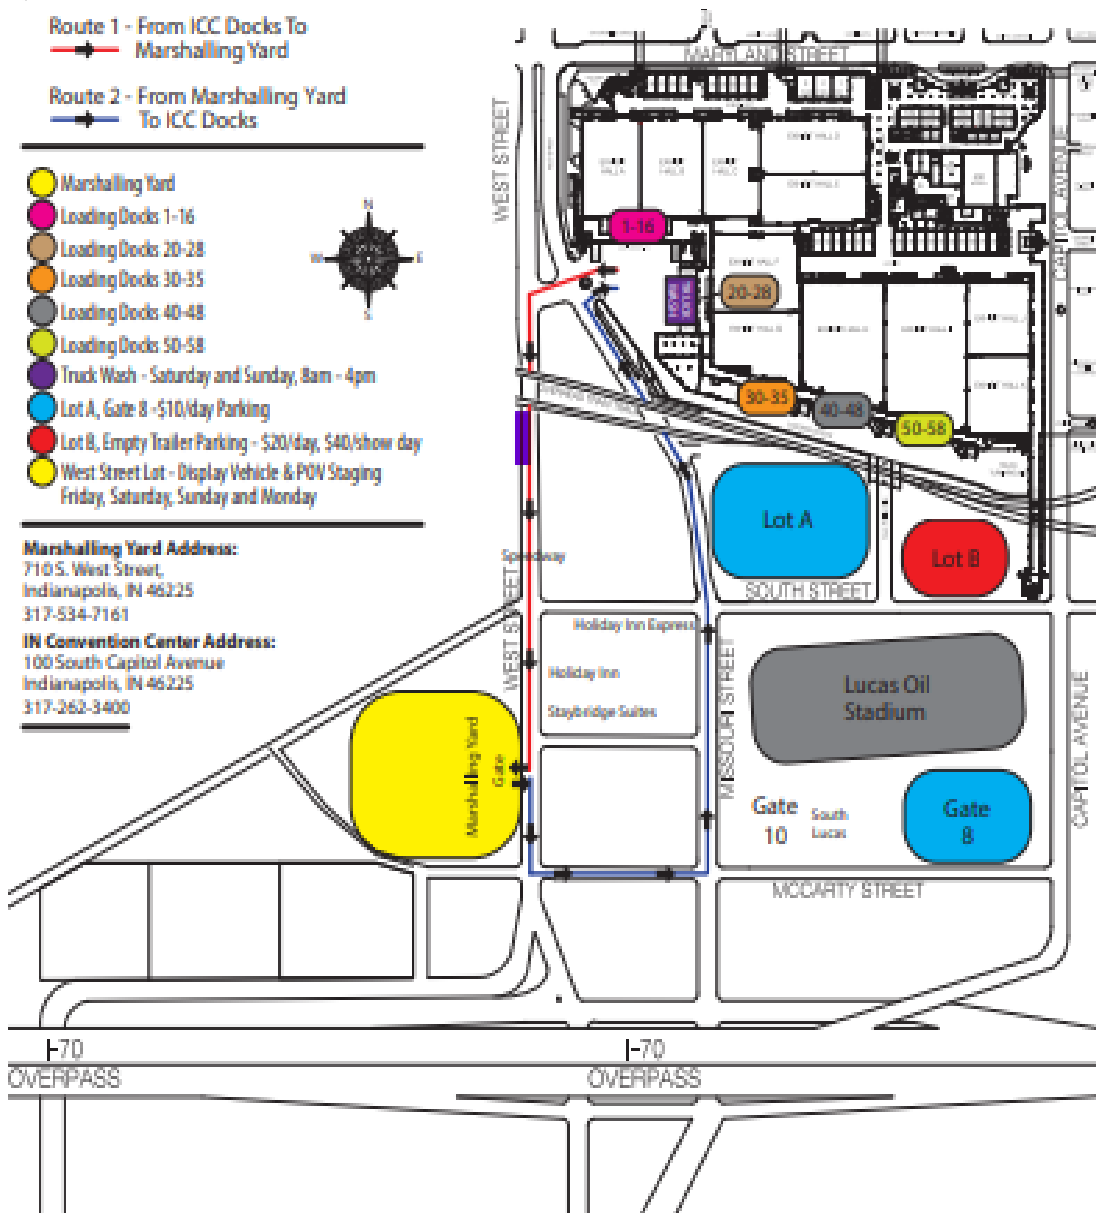 Route 1 - From ICC Docks To
Marshalling Yard
Route 2 - From Marshalling Yard
To ICC Docks
Marshalling Yard
Loading Docks 1-16
Loading Docks 20-28
Loading Docks 30-35
Loading Docks 40-48
Loading Docks 50-58
Truck Wash - Saturday and Sunday, 8am - 4pm
Lot A, Gate 8 -$10/day Parking
Lot B, Empty Trailer Parking - $20/day, $40/show day
West Street Lot - Display Vehicle & POV Staging
Friday, Saturday, Sunday and Monday
Marshalling Yard Address:
710 S. West Street,
Indianapolis, IN 46225
317-534-7161
IN Convention Center Address:
100 South Capitol Avenue
Indianapolis, IN 46225
317-262-3400
N
W
E
S
MARYLAND STREET
WEST STREET
CAPITOL AVENUE
1-16
20-28
30-35
40-48
50-58
Lot A
Lot B
Speedway
SOUTH STREET
WEST STREET
Holiday Inn Express
Holiday Inn
Staybridge Suites
MISSOURI STREET
Lucas Oil
Stadium
CAPITOL AVENUE
Marshalling Yard
Gate
Gate
10
South
Lucas
Gate
8
MCCARTY STREET
I-70
OVERPASS
I-70
OVERPASS